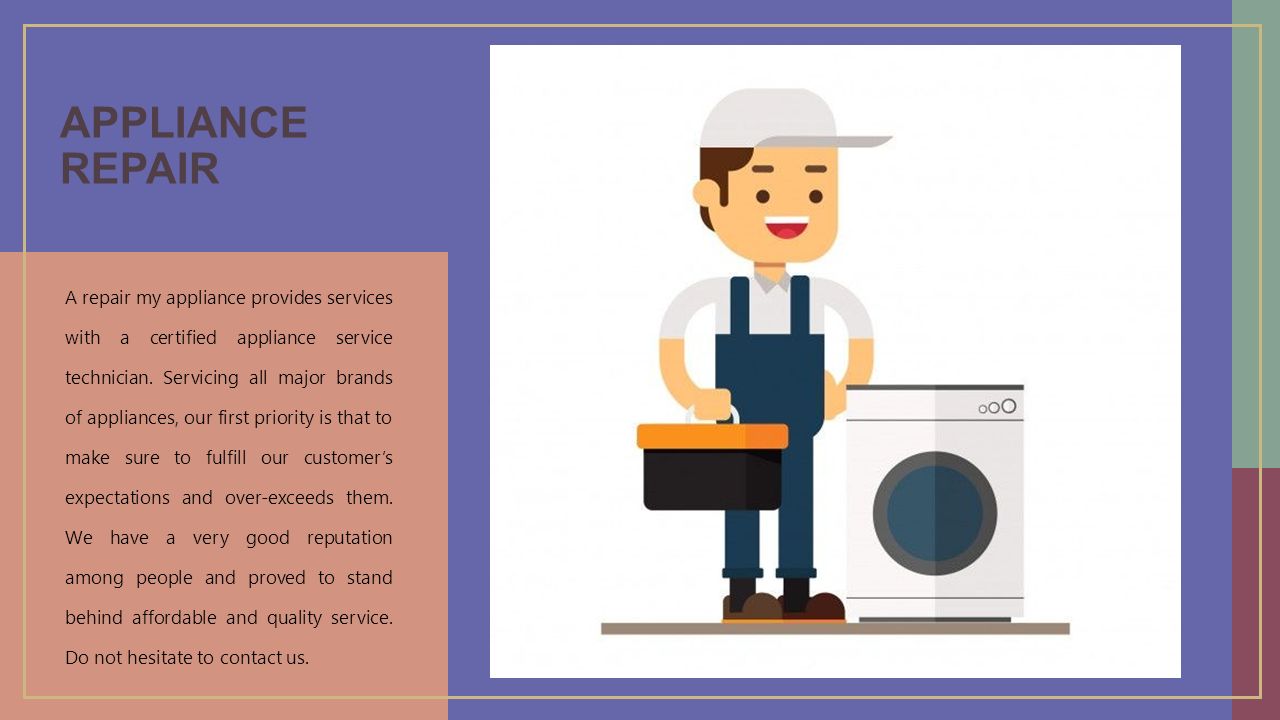 APPLIANCE
REPAIR
A repair my appliance provides services
with a certified appliance service
technician. Servicing all major brands
of appliances, our first priority is that to
make sure to fulfill our customer's
expectations and over-exceeds them.
We have a very good reputation
among people and proved to stand
behind affordable and quality service.
Do not hesitate to contact us.